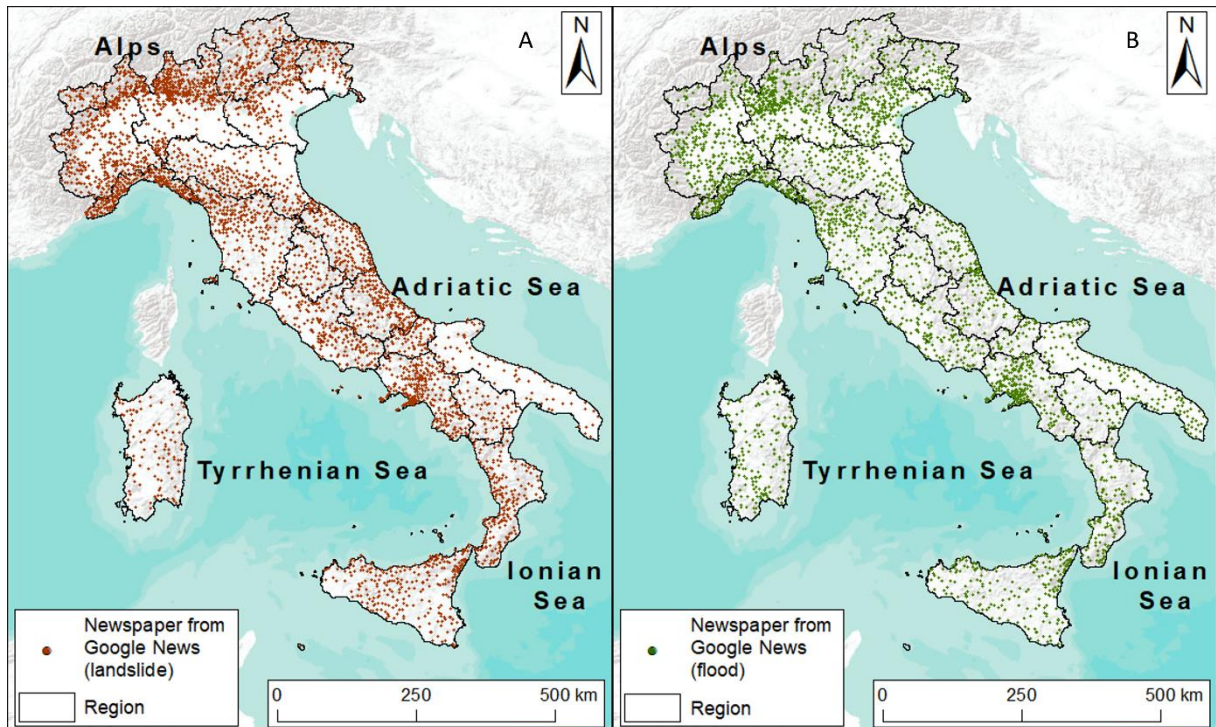 Alps
A
N
Adriatic Sea
Tyrrhenian Sea
Ionian
Sea
Newspaper from
Google News
(landslide)
Region
0 250 500 km
Alps
B
N
Adriatic Sea
Tyrrhenian Sea
Ionian
Sea
Newspaper from
Google News
(flood)
Region
0 250 500 km